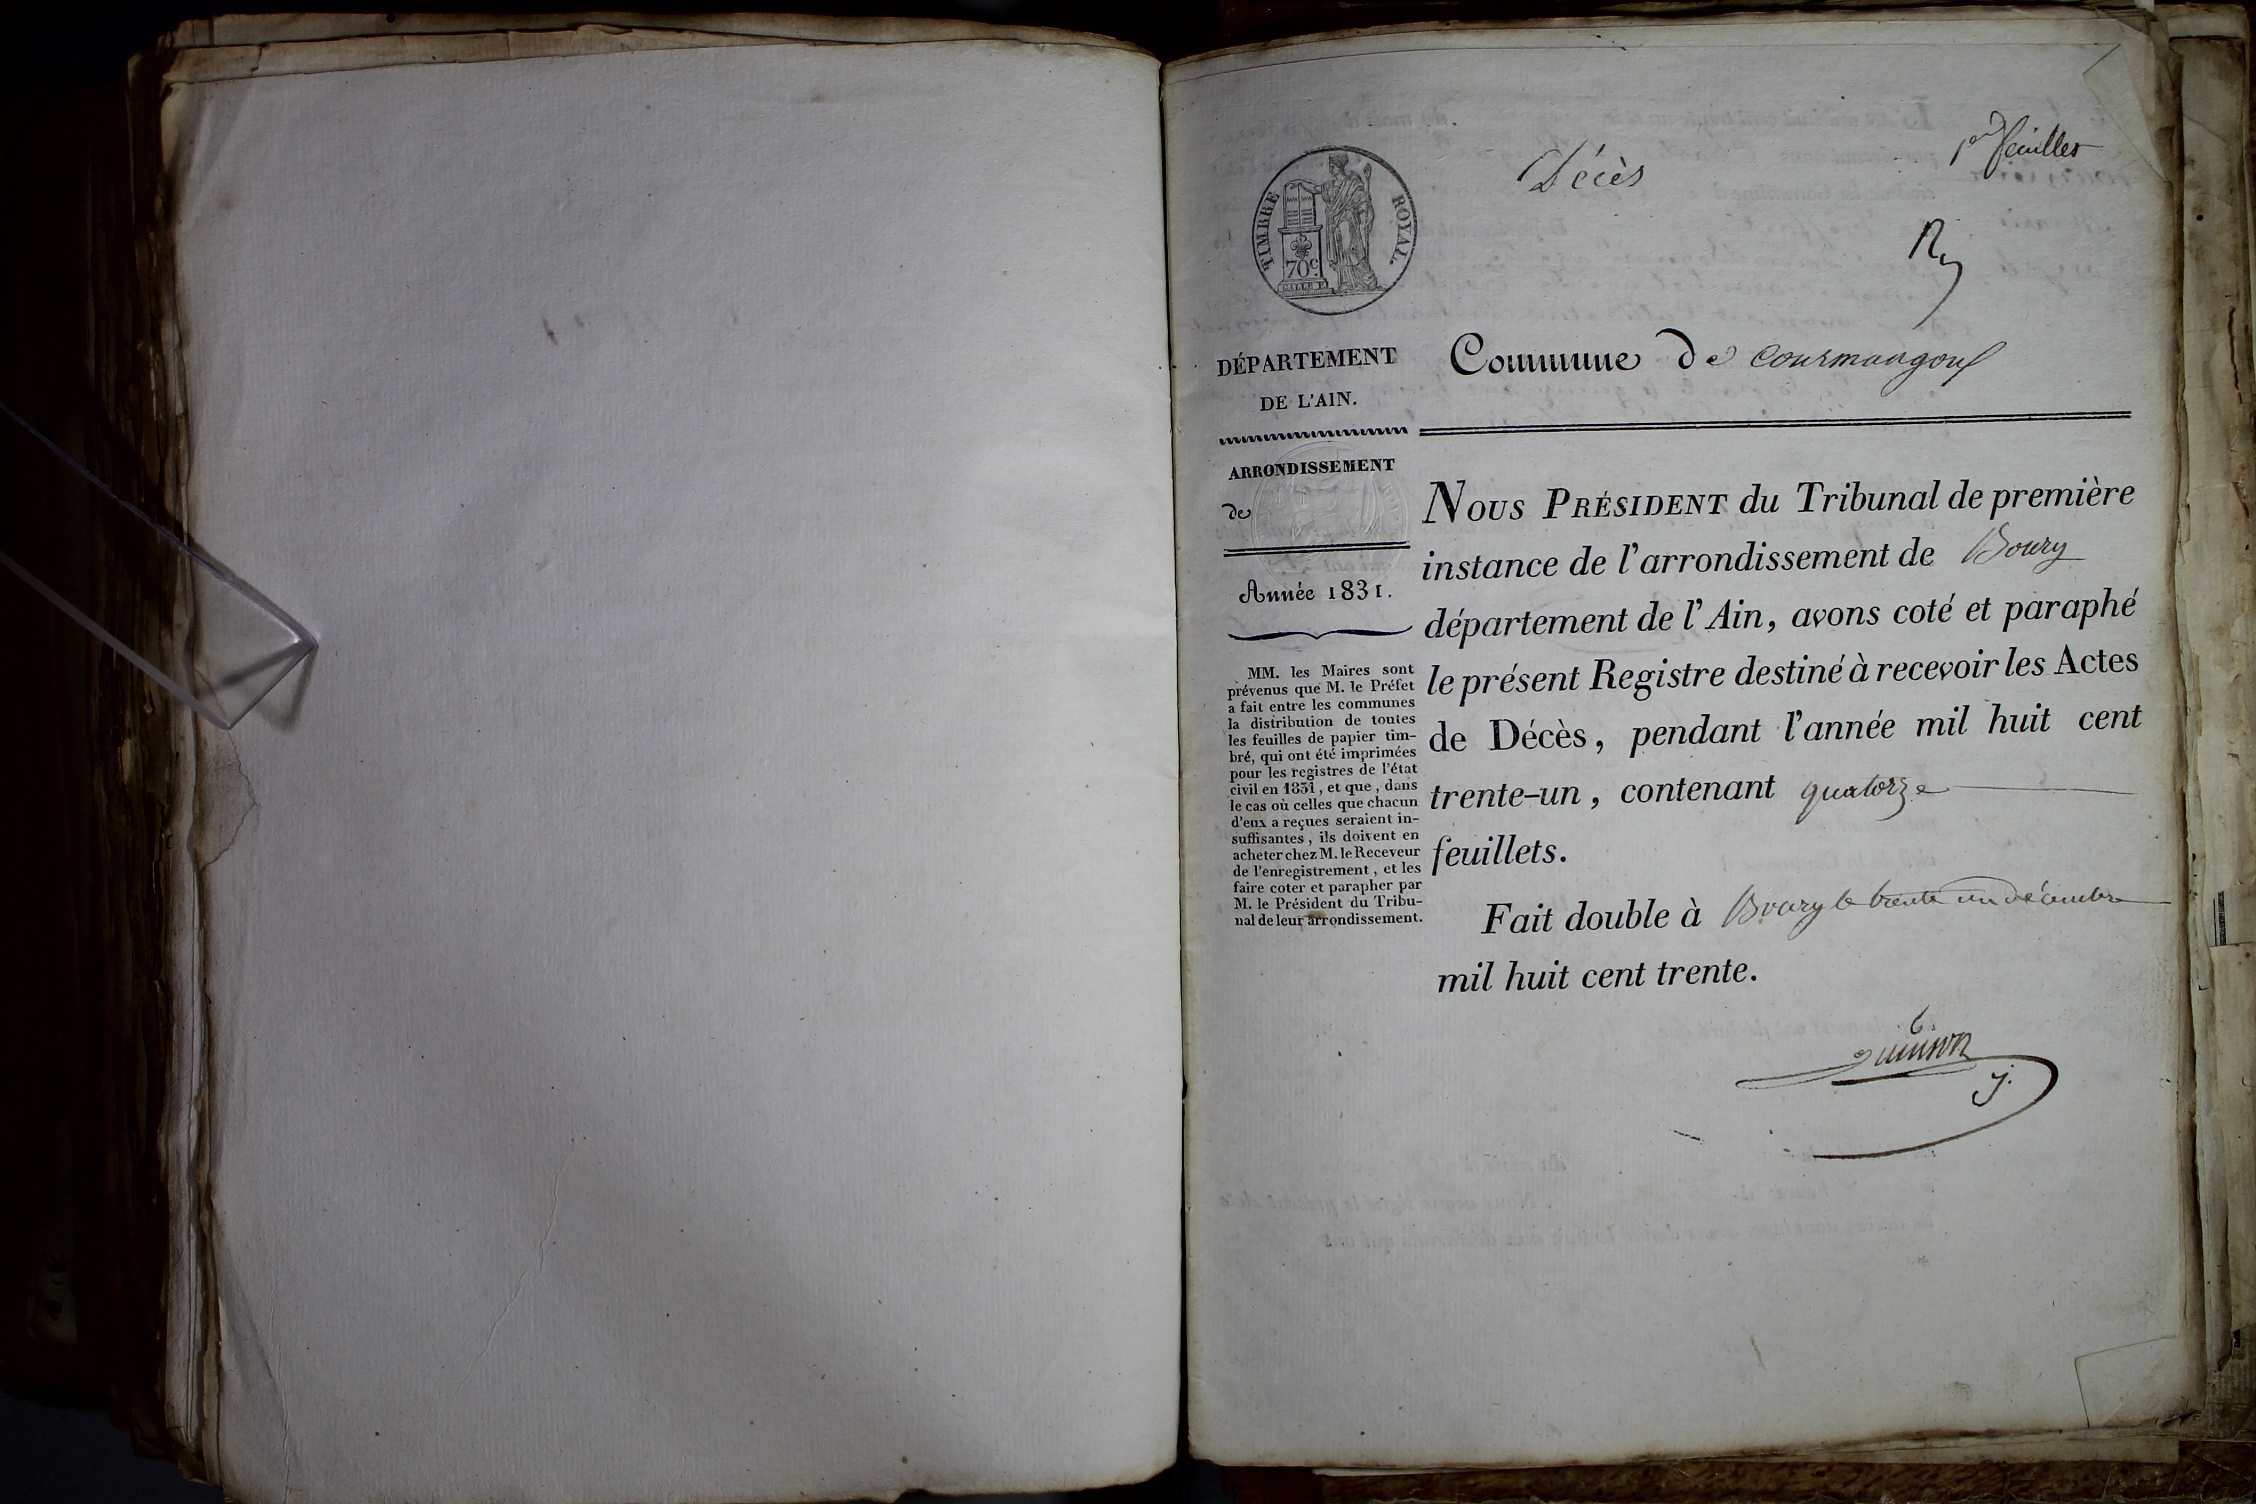 Décès
1er feuillet
TIMBRE ROYAL.
70c
DÉPARTEMENT
DE L'AIN.
Commune de Courmangoux
ARRONDISSEMENT
de
Année 1831.
MM. les Maires sont
prévenus que M. le Préfet
a fait entre les communes
la distribution de toutes
les feuilles de papier tim-
bré, qui ont été imprimées
pour les registres de l'état
civil en 1831, et que, dans
le cas où celles que chacun
d'eux a reçues seraient in-
suffisantes, ils doivent en
acheter chez M. le Receveur
de l'enregistrement, et les
faire coter et parapher par
M. le Président du Tribu-
nal de leur arrondissement.
NOUS PRÉSIDENT du Tribunal de première
instance de l'arrondissement de Bourg
département de l'Ain, avons coté et paraphé
le présent Registre destiné à recevoir les Actes
de Décès, pendant l'année mil huit cent
trente-un, contenant quatorze
feuillets.
Fait double à Bourg le trente un décembre
mil huit cent trente.